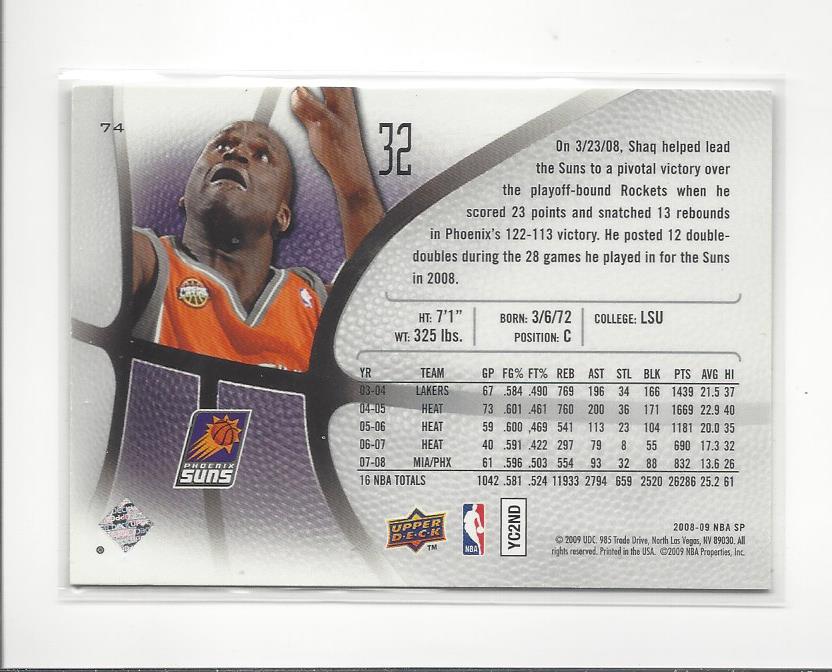 74
32
On 3/23/08, Shaq helped lead
the Suns to a pivotal victory over
the playoff-bound Rockets when he
scored 23 points and snatched 13 rebounds
in Phoenix's 122-113 victory. He posted 12 double-
doubles during the 28 games he played in for the Suns
in 2008.
HT: 7'1" BORN: 3/6/72 COLLEGE: LSU
WT: 325 lbs. POSITION: C
YR TEAM GP FG% FT% REB AST STL BLK PTS AVG HI
03-04 LAKERS 67 .584 .490 769 196 34 166 1439 21.5 37
04-05 HEAT 73 .601 .461 760 200 36 171 1669 22.9 40
05-06 HEAT 59 .600 ,469 541 113 23 104 1181 20.0 35
06-07 HEAT 40 .591 .422 297 79 8 55 690 17.3 32
07-08 MIA/PHX 61 .596 .503 554 93 32 88 832 13.6 26
16 NBA TOTALS 1042 .581 .524 11933 2794 659 2520 26286 25.2 61
PHOENIX
SUNS
UPPER
D·E·C·K
TM
NBA
YC2ND
2008-09 NBA SP
© 2009 UDC. 985 Trade Drive, North Las Vegas, NV 89030. All
rights reserved. Printed in the USA. ©2009 NBA Properties, Inc.